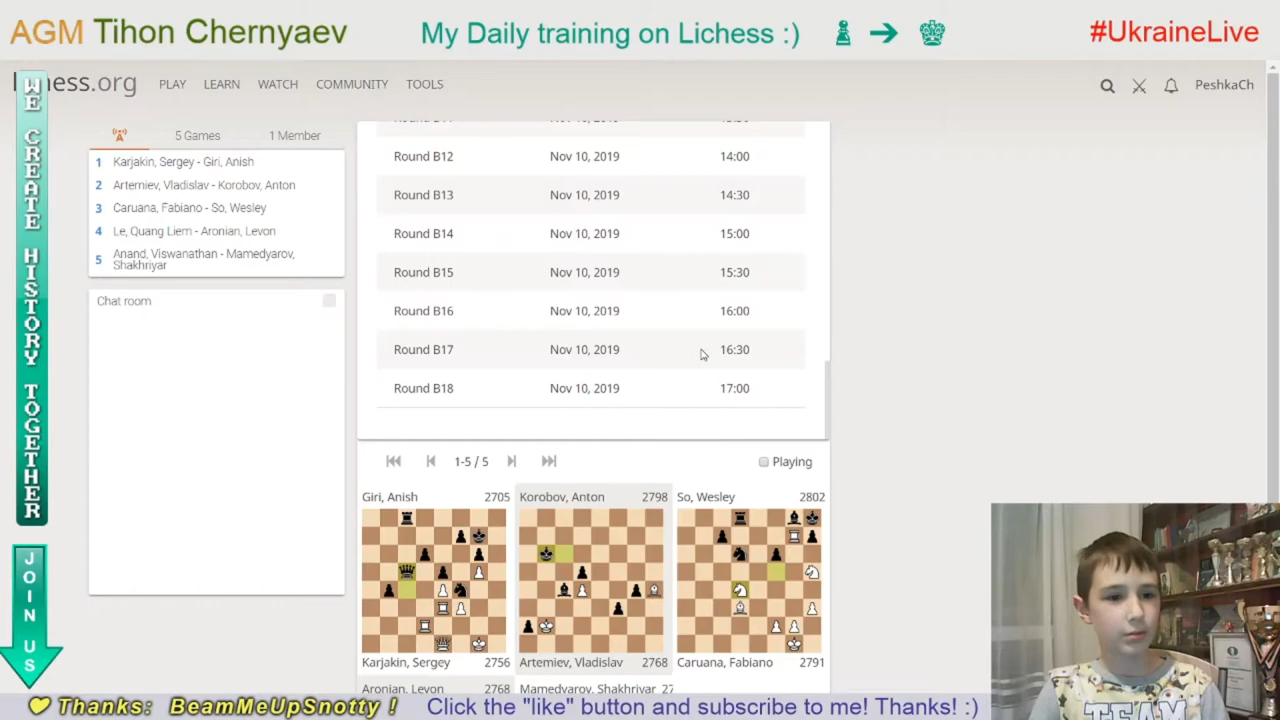 AGM Tihon Chernyaev
My Daily training on Lichess :)
#UkraineLive
WE CREATE HISTORY TOGETHER
JOIN US
ess.org
PLAY LEARN WATCH COMMUNITY TOOLS
PeshkaCh
5 Games 1 Member
1 Karjakin, Sergey - Giri, Anish
2 Artemiev, Vladislav - Korobov, Anton
3 Caruana, Fabiano - So, Wesley
4 Le, Quang Liem - Aronian, Levon
5 Anand, Viswanathan - Mamedyarov, Shakhriyar
Chat room
Round B12 Nov 10, 2019 14:00
Round B13 Nov 10, 2019 14:30
Round B14 Nov 10, 2019 15:00
Round B15 Nov 10, 2019 15:30
Round B16 Nov 10, 2019 16:00
Round B17 Nov 10, 2019 16:30
Round B18 Nov 10, 2019 17:00
1-5 / 5
Playing
Giri, Anish 2705
Korobov, Anton 2798
So, Wesley 2802
Karjakin, Sergey 2756
Artemiev, Vladislav 2768
Caruana, Fabiano 2791
Aronian, Levon 2768
Mamedyarov, Shakhriyar 27
Thanks: BeamMeUpSnotty !
Click the "like" button and subscribe to me! Thanks! :)